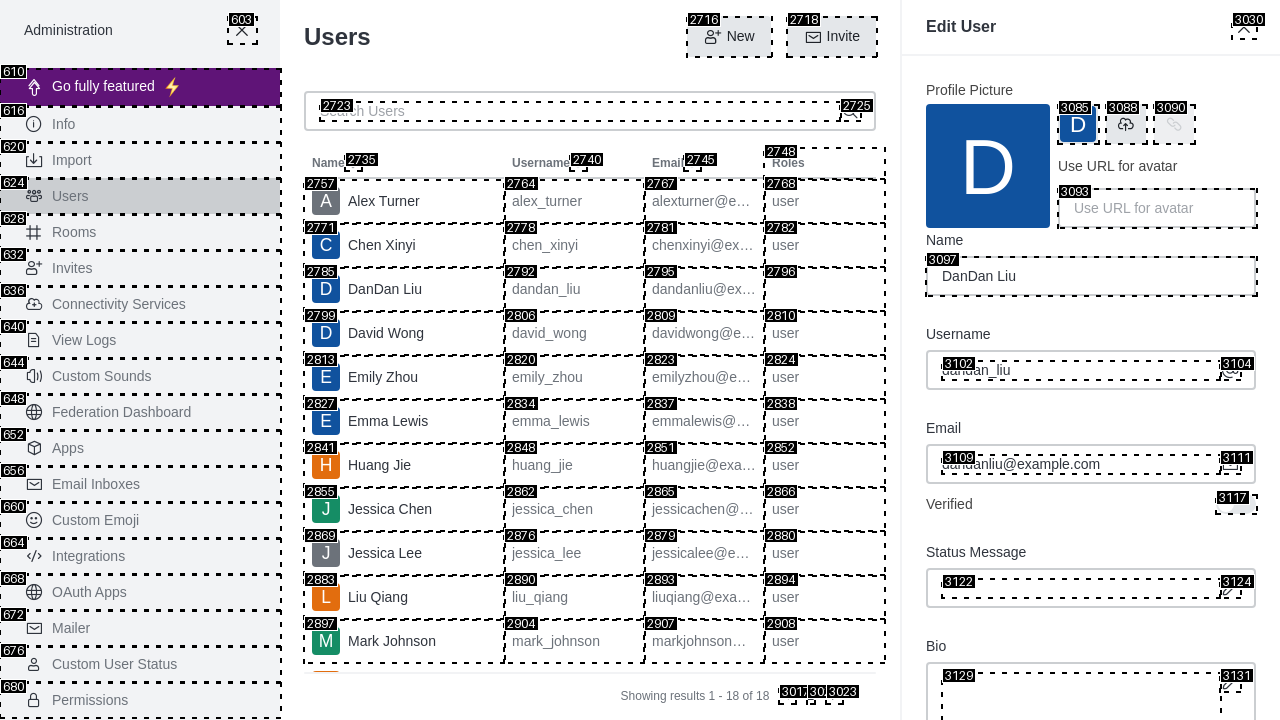 Administration
603
610
Go fully featured ⚡
616
Info
620
Import
624
Users
628
Rooms
632
Invites
636
Connectivity Services
640
View Logs
644
Custom Sounds
648
Federation Dashboard
652
Apps
656
Email Inboxes
660
Custom Emoji
664
Integrations
668
OAuth Apps
672
Mailer
676
Custom User Status
680
Permissions
Users
2716
New
2718
Invite
2723
Search Users
2725
Name 2735 Username 2740 Email 2745 2748 Roles
2757 2764 2767 2768
A Alex Turner alex_turner alexturner@e… user
2771 2778 2781 2782
C Chen Xinyi chen_xinyi chenxinyi@ex… user
2785 2792 2795 2796
D DanDan Liu dandan_liu dandanliu@ex…
2799 2806 2809 2810
D David Wong david_wong davidwong@e… user
2813 2820 2823 2824
E Emily Zhou emily_zhou emilyzhou@e… user
2827 2834 2837 2838
E Emma Lewis emma_lewis emmalewis@… user
2841 2848 2851 2852
H Huang Jie huang_jie huangjie@exa… user
2855 2862 2865 2866
J Jessica Chen jessica_chen jessicachen@… user
2869 2876 2879 2880
J Jessica Lee jessica_lee jessicalee@e… user
2883 2890 2893 2894
L Liu Qiang liu_qiang liuqiang@exa… user
2897 2904 2907 2908
M Mark Johnson mark_johnson markjohnson… user
Showing results 1 - 18 of 18
3017 3023
Edit User
3030
Profile Picture
D
3085 3088 3090
D
Use URL for avatar
3093
Use URL for avatar
Name
3097
DanDan Liu
Username
3102 3104
dandan_liu
Email
3109 3111
dandanliu@example.com
Verified
3117
Status Message
3122 3124
Bio
3129 3131